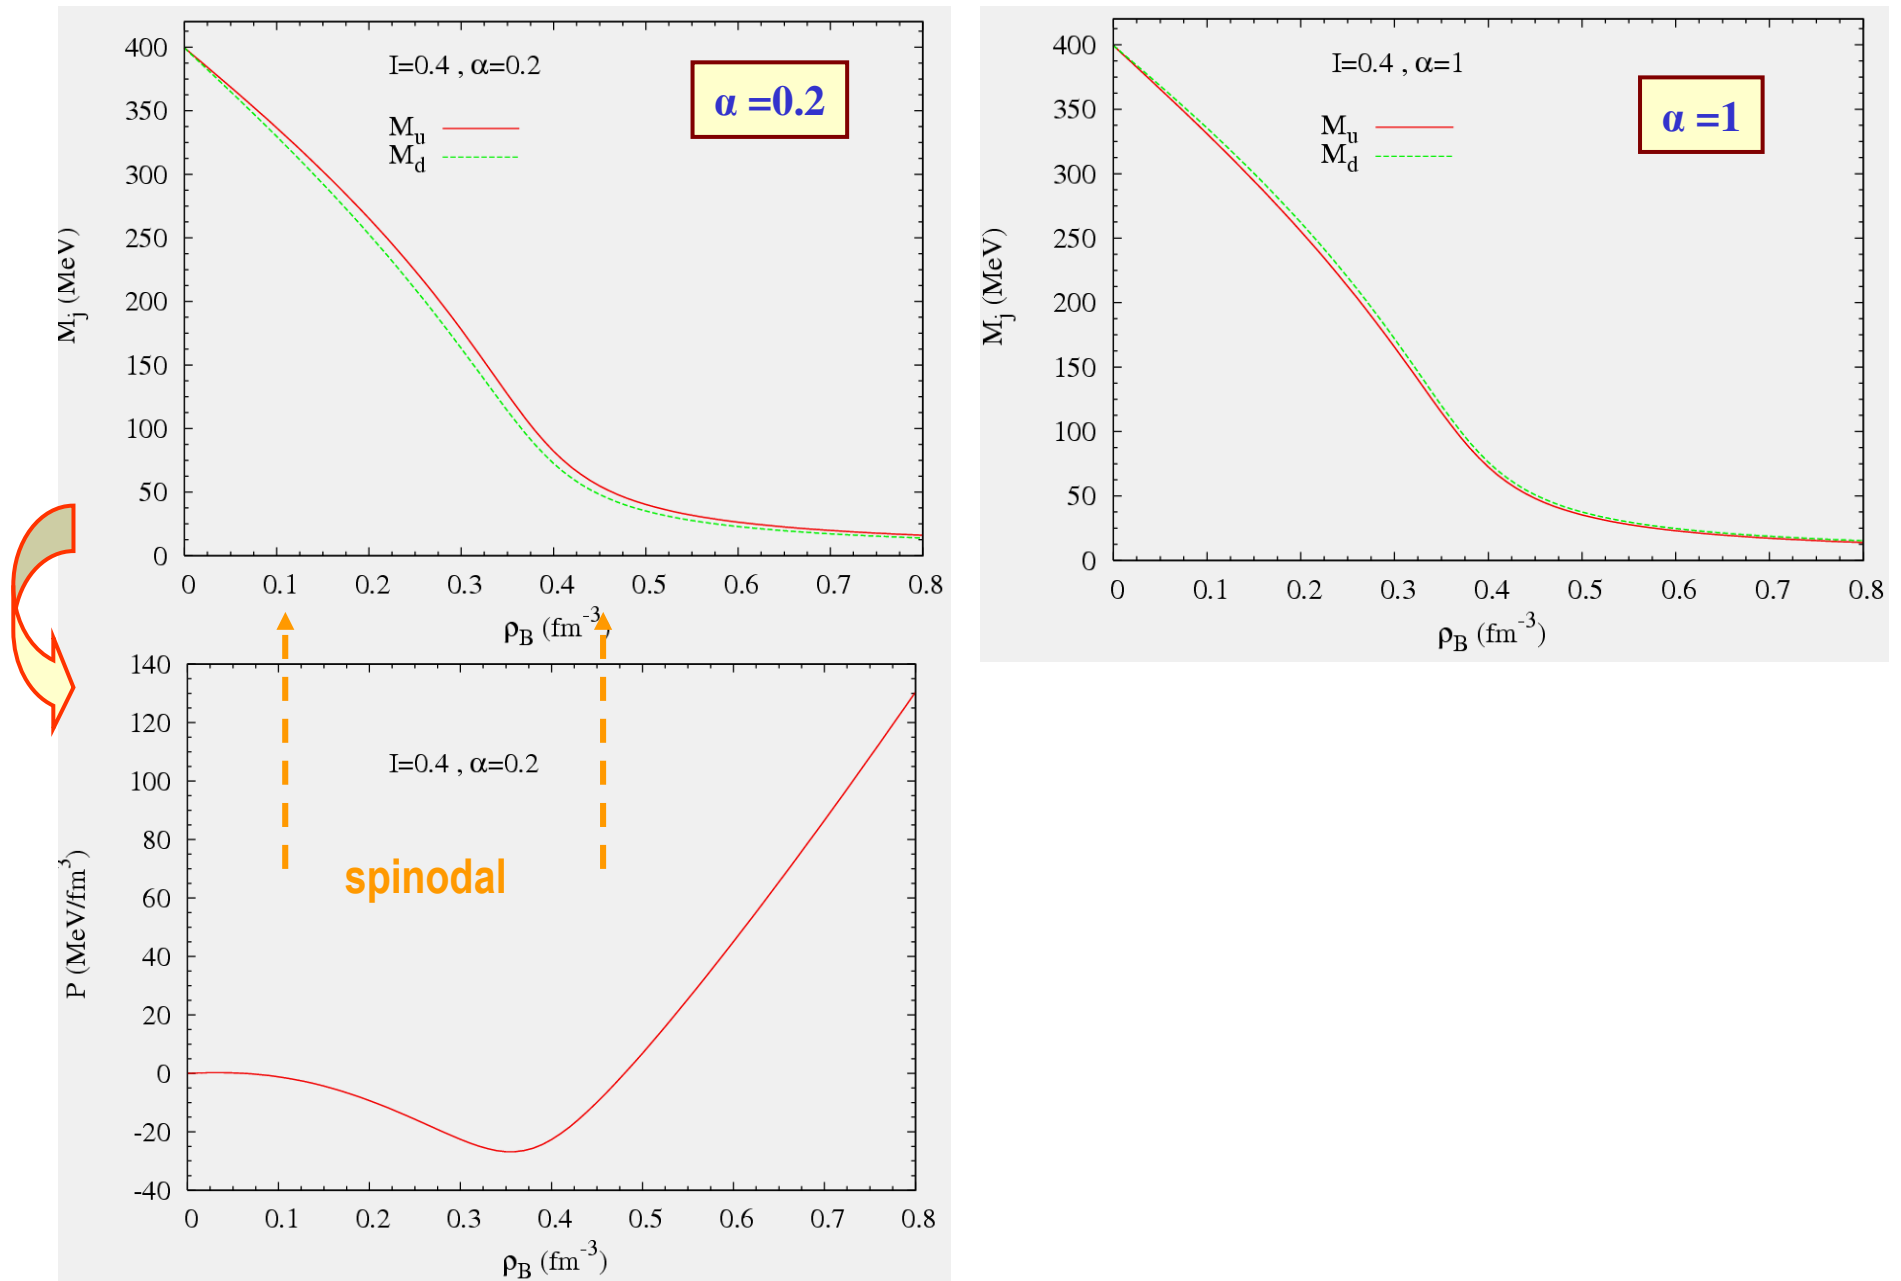 I=0.4 , α=0.2
α =0.2
M_u
M_d
400
350
300
250
200
150
100
50
0
M_j (MeV)
0.1 0.2 0.3 0.4 0.5 0.6 0.7 0.8
ρ_B (fm^-3)
I=0.4 , α=1
α =1
M_u
M_d
400
350
300
250
200
150
100
50
0
M_j (MeV)
0 0.1 0.2 0.3 0.4 0.5 0.6 0.7 0.8
ρ_B (fm^-3)
140
120
100
80
60
40
20
0
-20
-40
P (MeV/fm^3)
I=0.4 , α=0.2
spinodal
0 0.1 0.2 0.3 0.4 0.5 0.6 0.7 0.8
ρ_B (fm^-3)